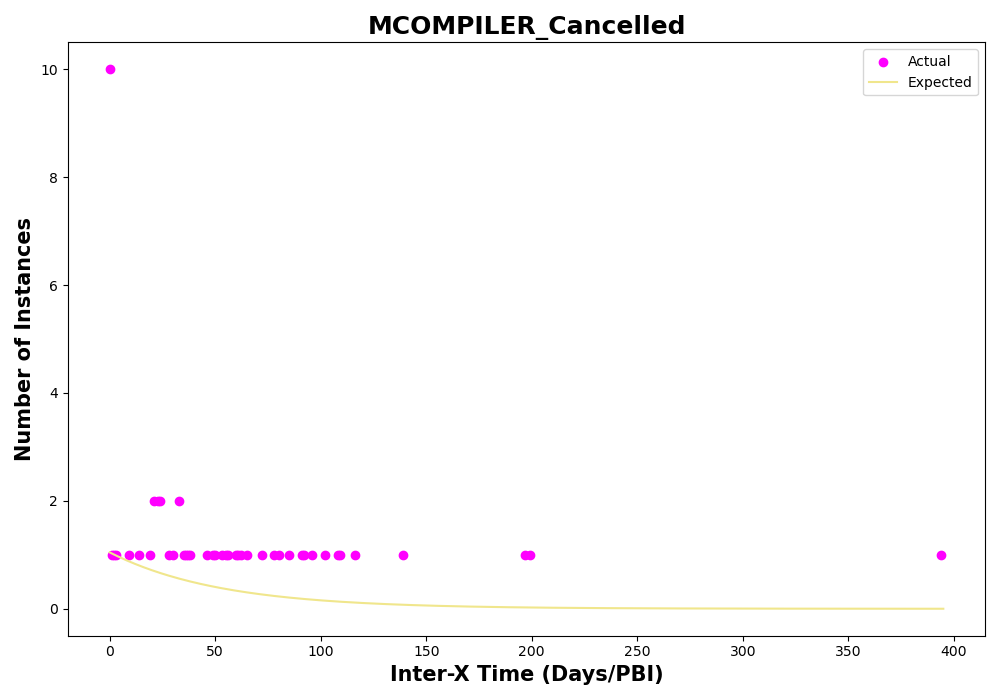 MCOMPILER_Cancelled
Actual
Expected
10
8
6
4
2
0
Number of Instances
0 50 100 150 200 250 300 350 400
Inter-X Time (Days/PBI)